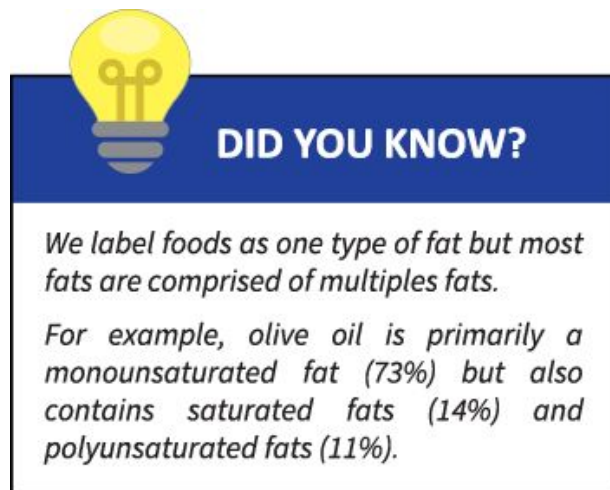 DID YOU KNOW?
We label foods as one type of fat but most
fats are comprised of multiples fats.
For example, olive oil is primarily a
monounsaturated fat (73%) but also
contains saturated fats (14%) and
polyunsaturated fats (11%).